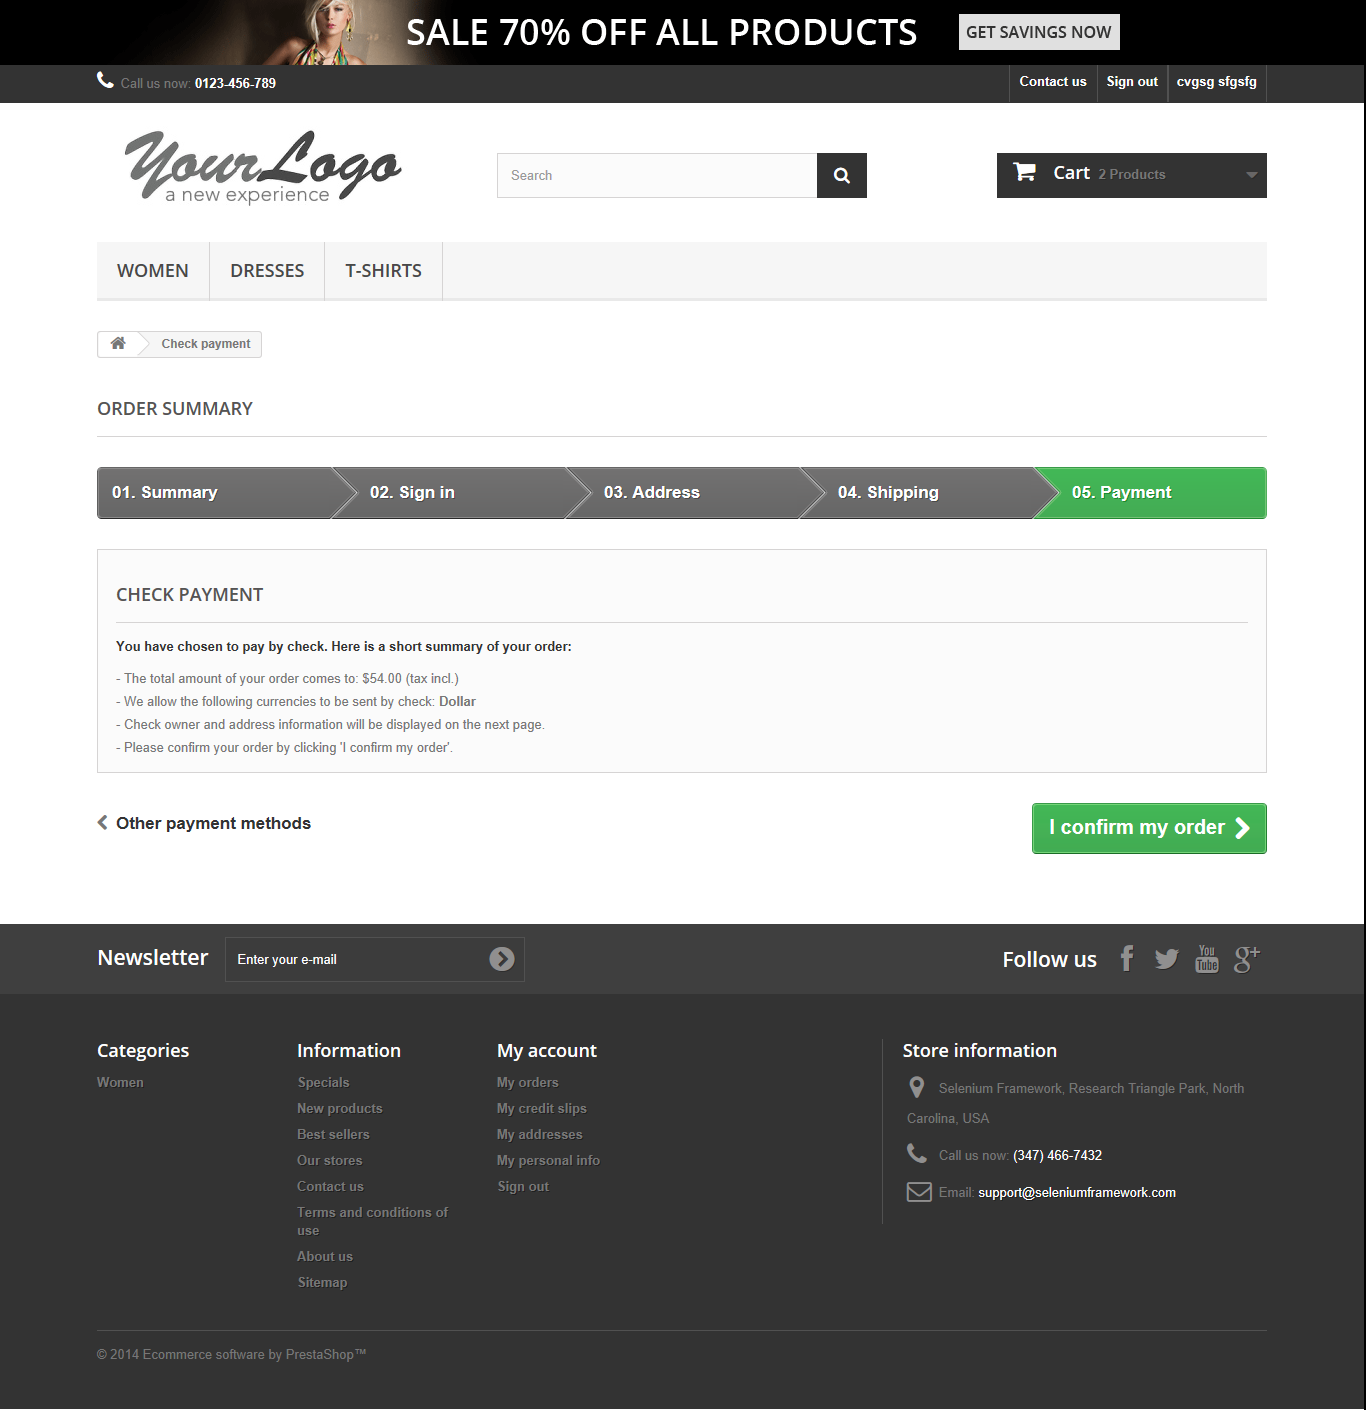 SALE 70% OFF ALL PRODUCTS GET SAVINGS NOW
Call us now: 0123-456-789 Contact us Sign out cvgsg sfgsfg
Your Logo
a new experience
Search
Cart 2 Products
WOMEN DRESSES T-SHIRTS
Check payment
ORDER SUMMARY
01. Summary 02. Sign in 03. Address 04. Shipping 05. Payment
CHECK PAYMENT
You have chosen to pay by check. Here is a short summary of your order:
- The total amount of your order comes to: $54.00 (tax incl.)
- We allow the following currencies to be sent by check: Dollar
- Check owner and address information will be displayed on the next page.
- Please confirm your order by clicking 'I confirm my order'.
Other payment methods I confirm my order
Newsletter Enter your e-mail Follow us You Tube g+
Categories
Women
Information
Specials
New products
Best sellers
Our stores
Contact us
Terms and conditions of
use
About us
Sitemap
My account
My orders
My credit slips
My addresses
My personal info
Sign out
Store information
Selenium Framework, Research Triangle Park, North
Carolina, USA
Call us now: (347) 466-7432
Email: support@seleniumframework.com
© 2014 Ecommerce software by PrestaShop™